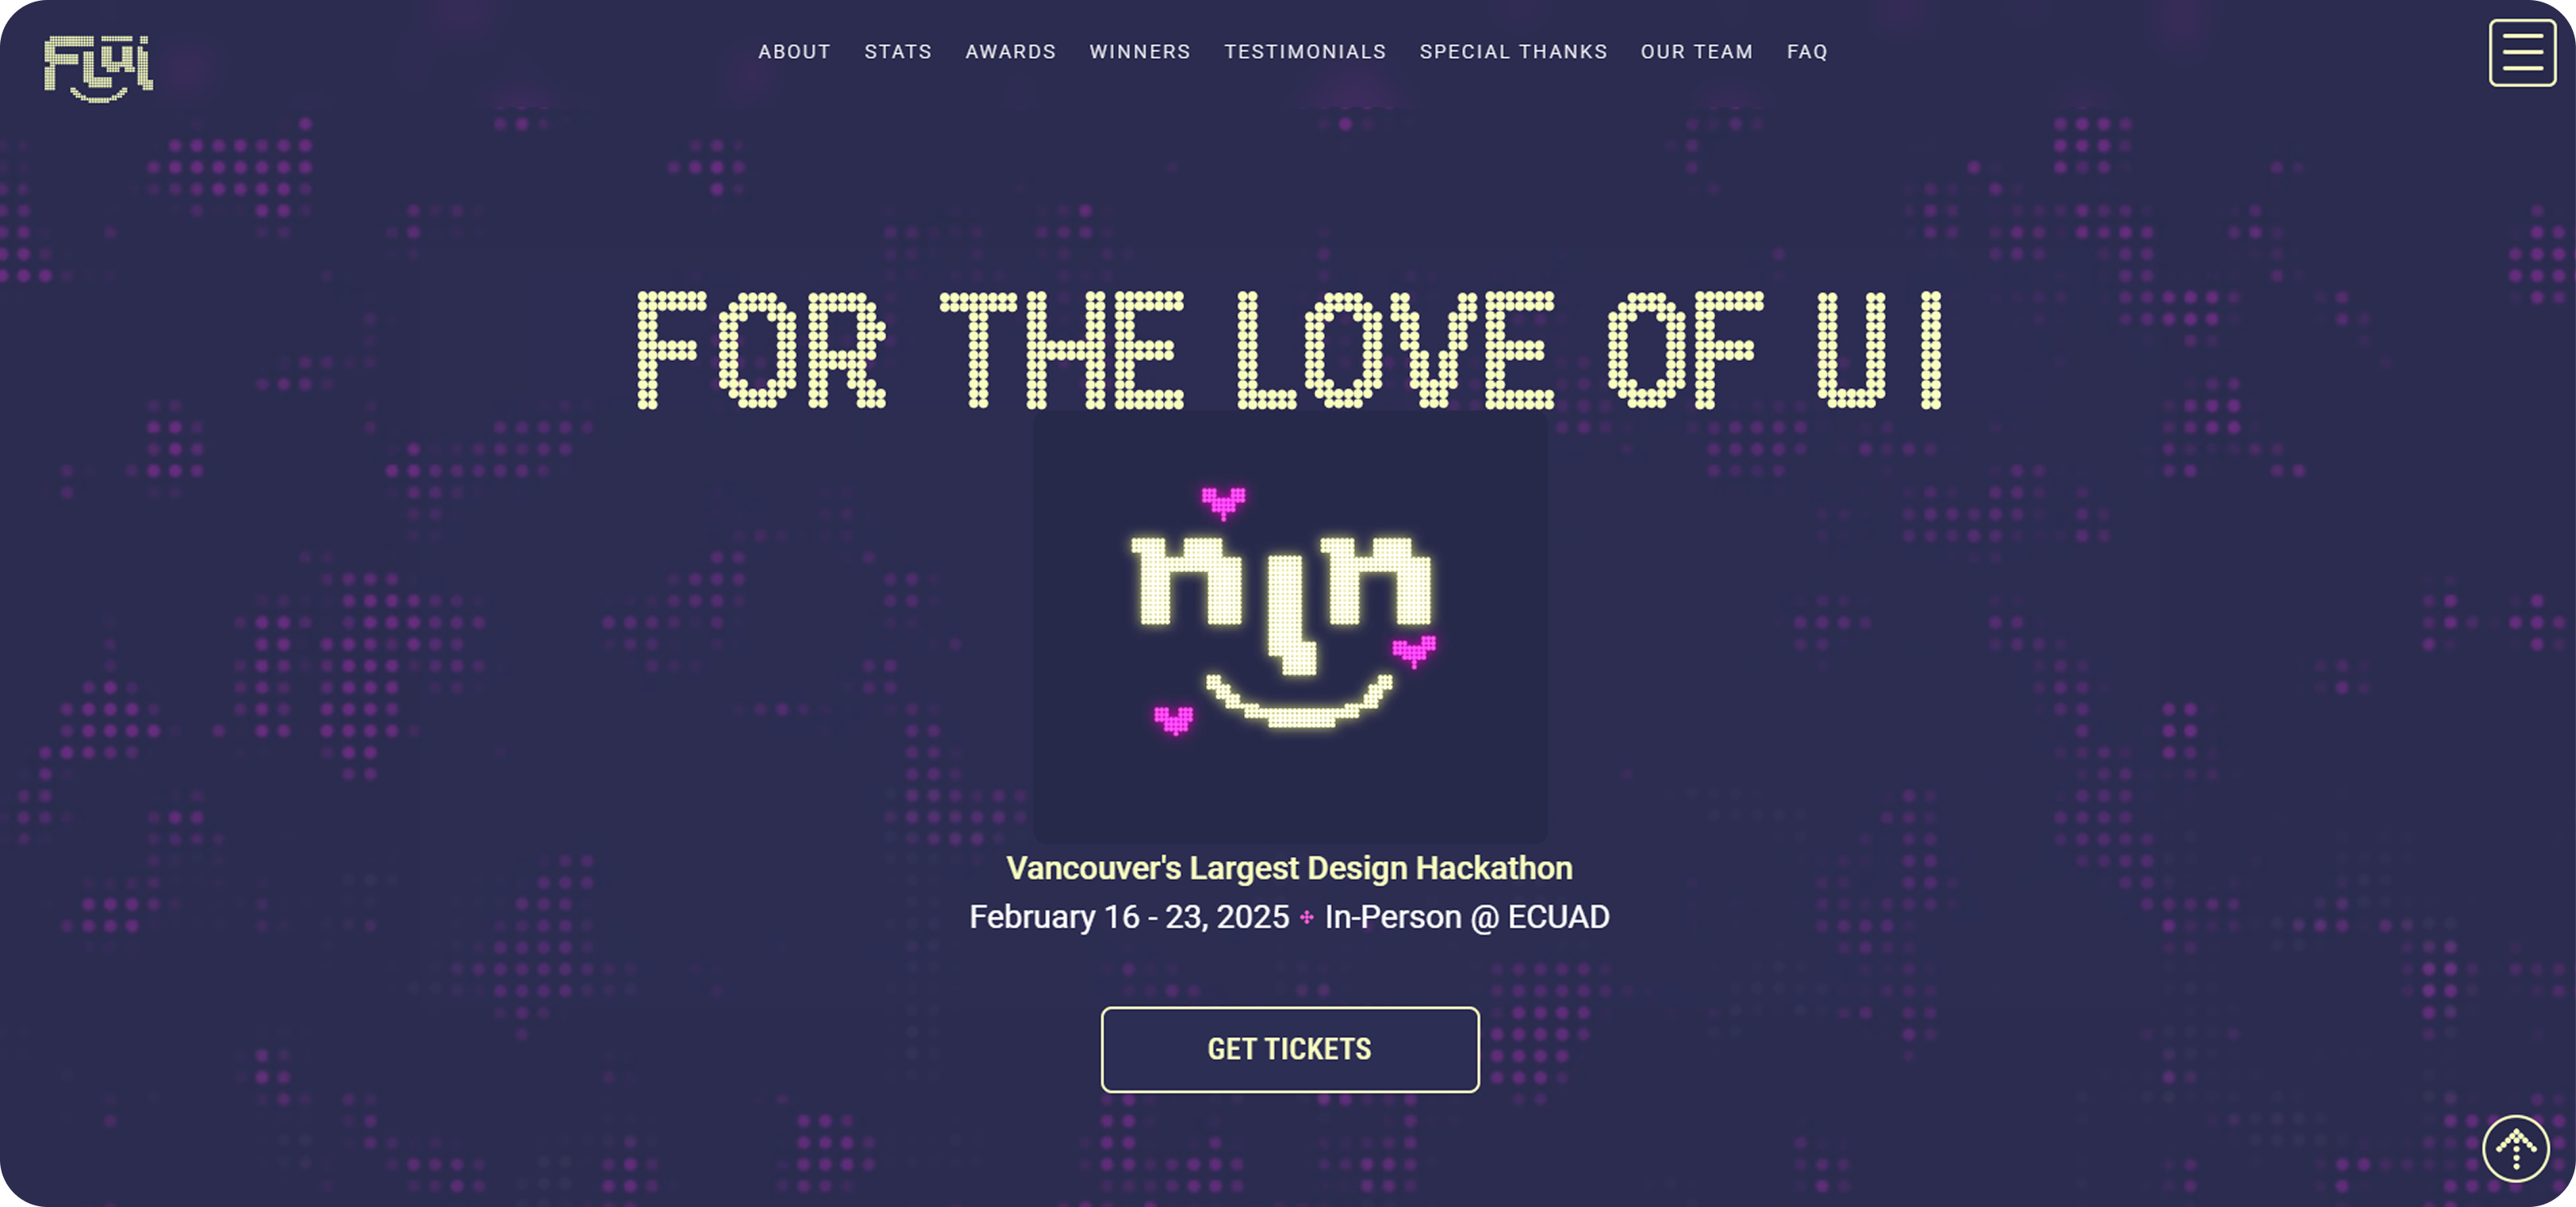 FLUI
ABOUT STATS AWARDS WINNERS TESTIMONIALS SPECIAL THANKS OUR TEAM FAQ
FOR THE LOVE OF UI
Vancouver's Largest Design Hackathon
February 16 - 23, 2025 ✣ In-Person @ ECUAD
GET TICKETS